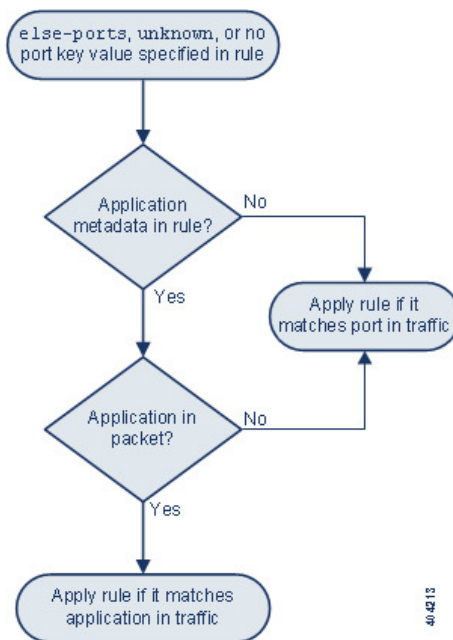 else-ports, unknown, or no
port key value specified in rule
Application
metadata in rule?
No
Yes
Apply rule if it
matches port in traffic
Application in
packet?
No
Yes
Apply rule if it matches
application in traffic
404213